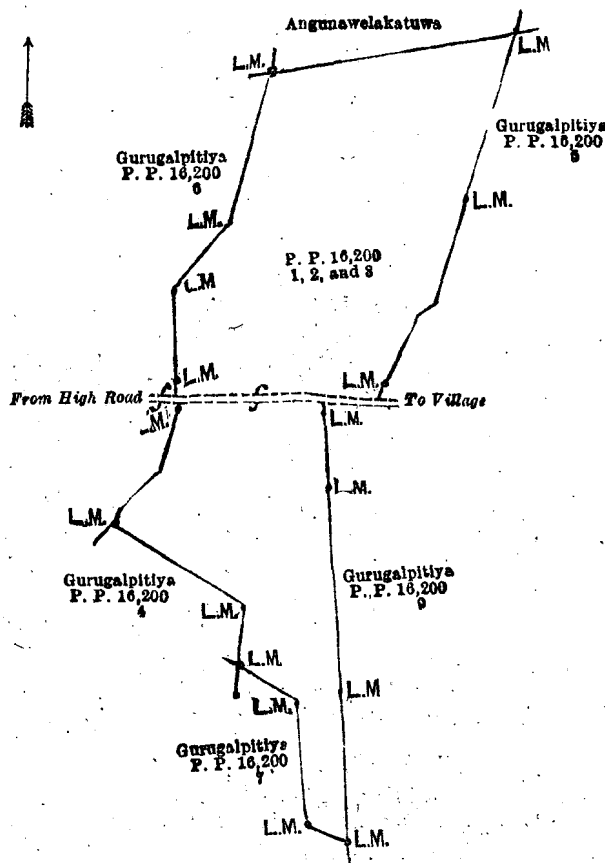 Angunawelakatuwa
L.M.
L.M
Gurugalpitiya
P. P. 16,200
6
Gurugalpitiya
P. P. 16,200
5
L.M.
L.M.
P. P. 16,200
1, 2, and 3
L.M
L.M.
L.M.
From High Road
To Village
L.M.
L.M.
L.M.
L.M.
Gurugalpitiya
P. P. 16,200
4
Gurugalpitiya
P. P. 16,200
9
L.M.
L.M.
L.M.
L.M
Gurugalpitiya
P. P. 16,200
7
L.M.
L.M.